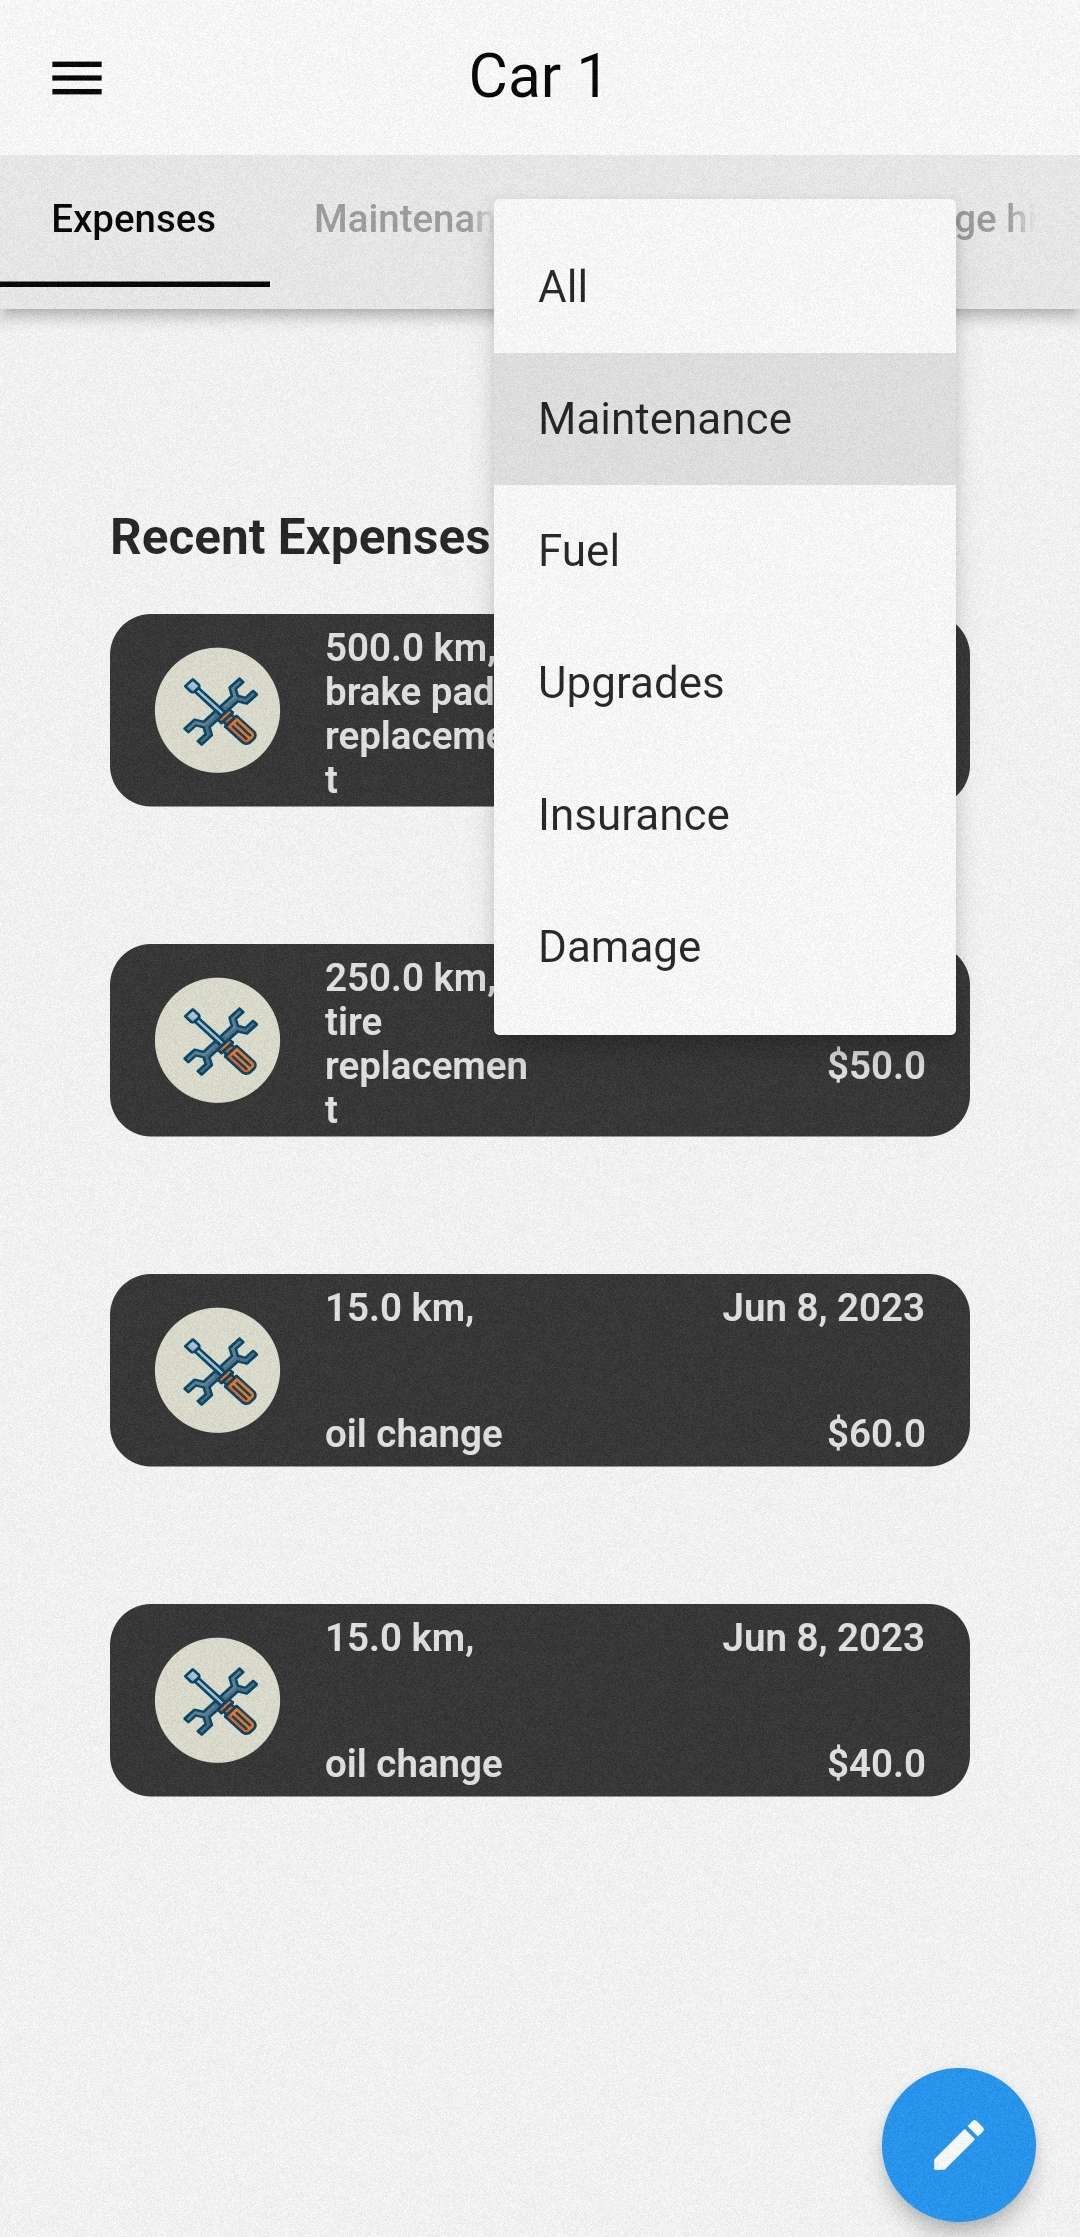 Car 1
Expenses
Maintenan
ge hi
All
Maintenance
Fuel
Upgrades
Insurance
Damage
Recent Expenses
500.0 km,
brake pad
replaceme
t
250.0 km,
tire
replacemen
t
$50.0
15.0 km,
Jun 8, 2023
oil change
$60.0
15.0 km,
Jun 8, 2023
oil change
$40.0